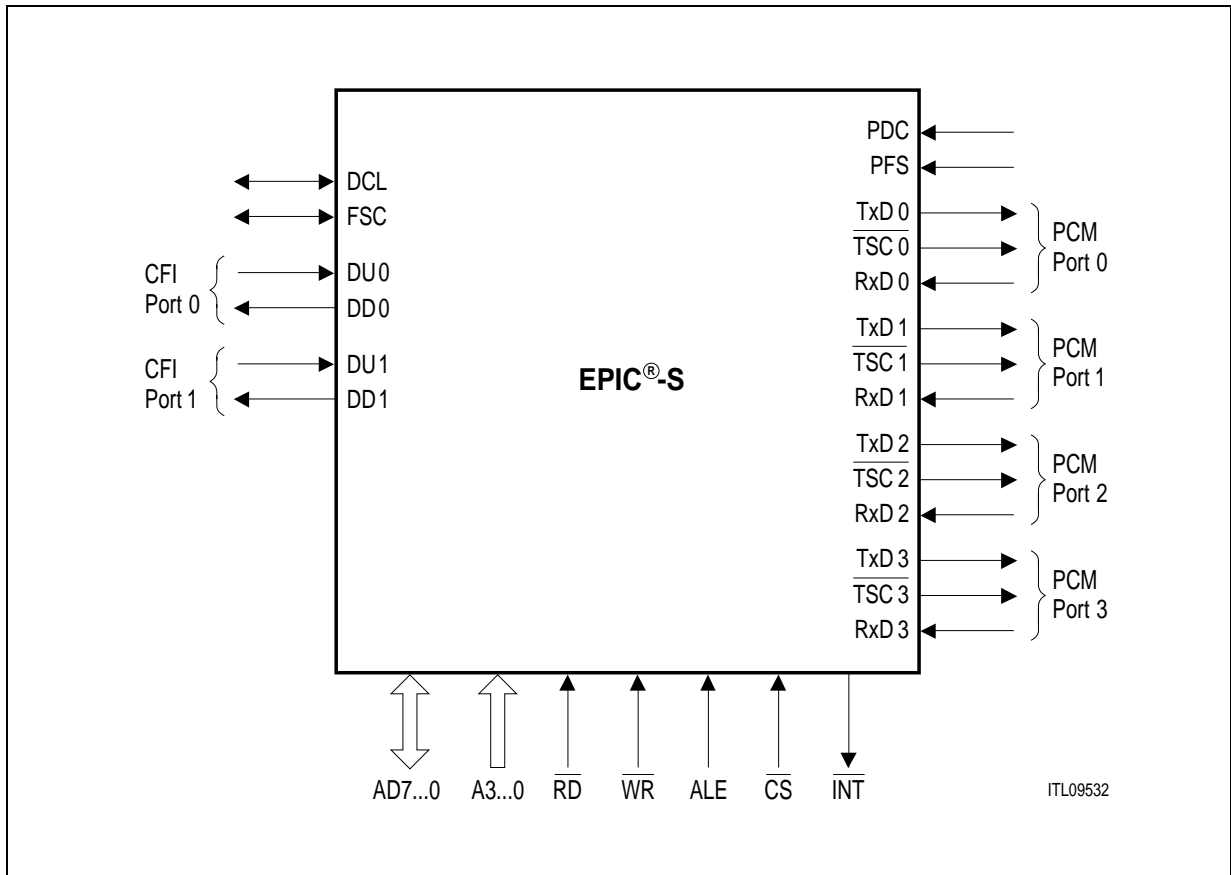 PDC
PFS
DCL
FSC
CFI
Port 0
DU0
DD0
CFI
Port 1
DU1
DD1
EPIC®-S
TxD 0
TSC 0
RxD 0
PCM
Port 0
TxD 1
TSC 1
RxD 1
PCM
Port 1
TxD 2
TSC 2
RxD 2
PCM
Port 2
TxD 3
TSC 3
RxD 3
PCM
Port 3
AD7...0 A3...0 RD WR ALE CS INT
ITL09532